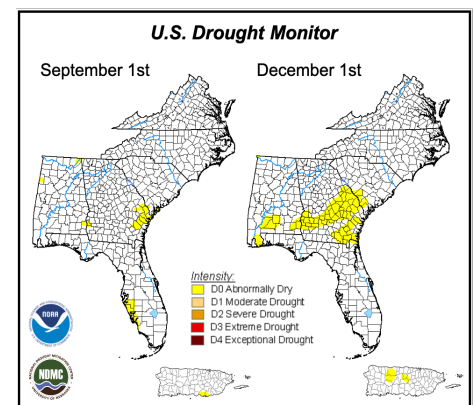 U.S. Drought Monitor
September 1st
December 1st
Intensity:
D0 Abnormally Dry
D1 Moderate Drought
D2 Severe Drought
D3 Extreme Drought
D4 Exceptional Drought
NOAA
NDMC